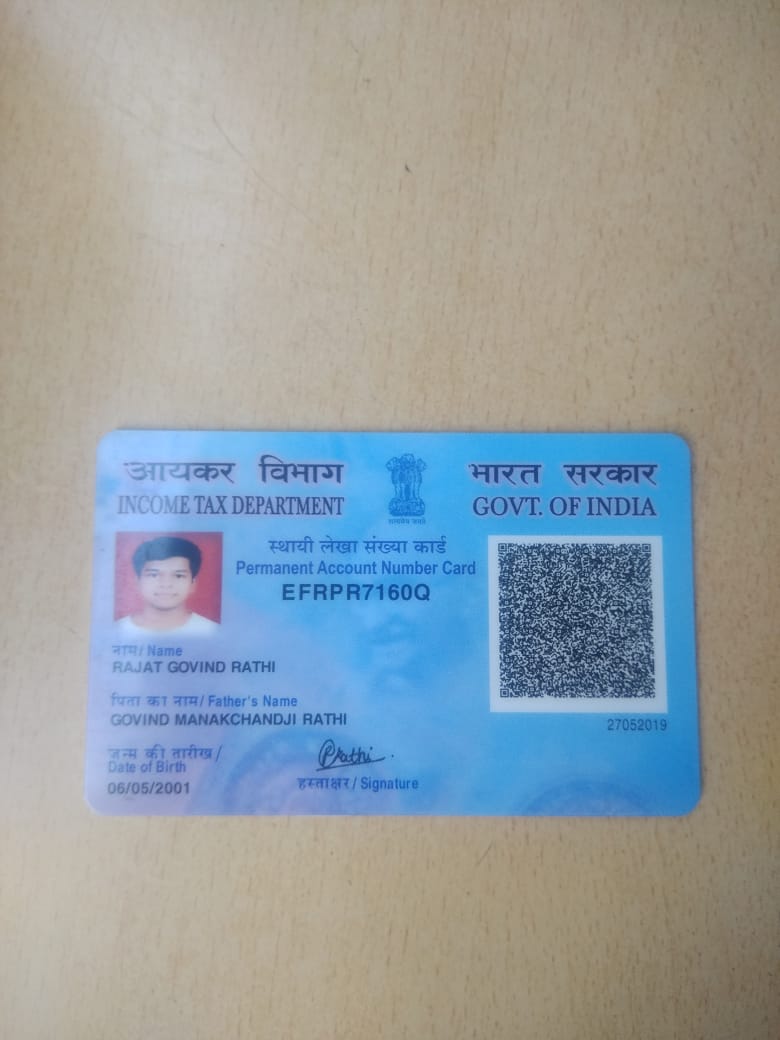 आयकर विभाग
INCOME TAX DEPARTMENT
भारत सरकार
GOVT. OF INDIA
सत्यमेव जयते
स्थायी लेखा संख्या कार्ड
Permanent Account Number Card
EFRPR7160Q
नाम/ Name
RAJAT GOVIND RATHI
पिता का नाम/ Father's Name
GOVIND MANAKCHANDJI RATHI
जन्म की तारीख /
Date of Birth
06/05/2001
Rathi
हस्ताक्षर / Signature
27052019